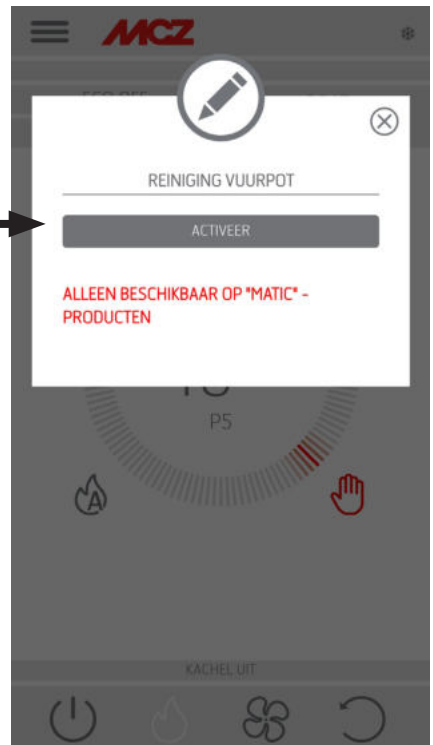 MCZ
REINIGING VUURPOT
ACTIVEER
ALLEEN BESCHIKBAAR OP "MATIC" -
PRODUCTEN
P5
A
KACHEL UIT